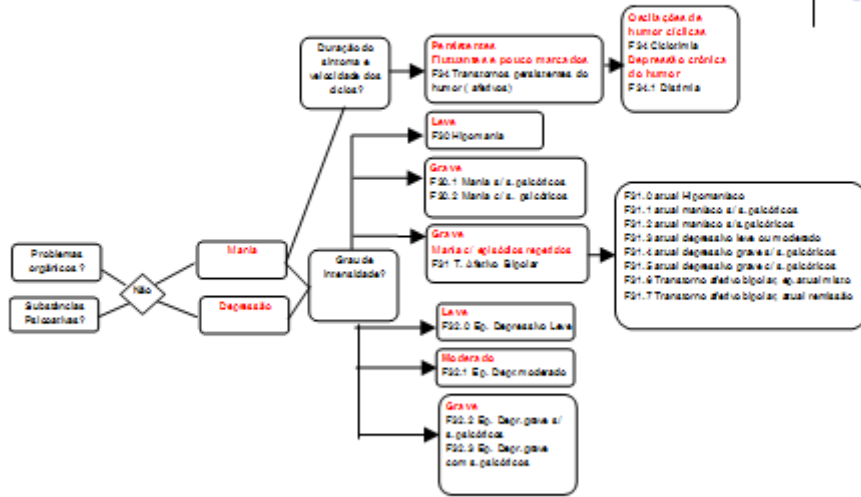 Problemas
orgânicos?
Substâncias
Psicoativas?
Não
Mania
Depressão
Duração do
sintoma e
velocidade dos
ciclos?
Grau de
Intensidade?
Persistentes
Flutuantes e pouco marcados
F34 Transtornos persistentes do
humor ( afetivos)
Oscilações de
humor cíclicas
F34 Ciclotimia
Depressão crônica
do humor
F34.1 Distimia
Leve
F30 Hipomania
Grave
F30.1 Mania s/ s. psicóticos
F30.2 Mania c/ s. psicóticos
Grave
Mania c/ episódios repetidos
F31 T. Afetivo Bipolar
F31.0 atual Hipomaníaco
F31.1 atual maníaco s/ s.psicóticos
F31.2 atual maníaco s/s.psicóticos
F31.3 atual depressivo leve ou moderado
F31.4 atual depressivo grave s/ s.psicóticos
F31.5 atual depressivo grave c/ s.psicóticos
F31.6 Transtorno afetivo bipolar, ep.atual misto
F31.7 Transtorno afetivo bipolar, atual remissão
Leve
F32.0 Ep. Depressivo Leve
Moderado
F32.1 Ep. Depr.moderado
Grave
F32.2 Ep. Depr.grave s/
s.psicóticos
F32.3 Ep. Depr.grave
com s.psicóticos